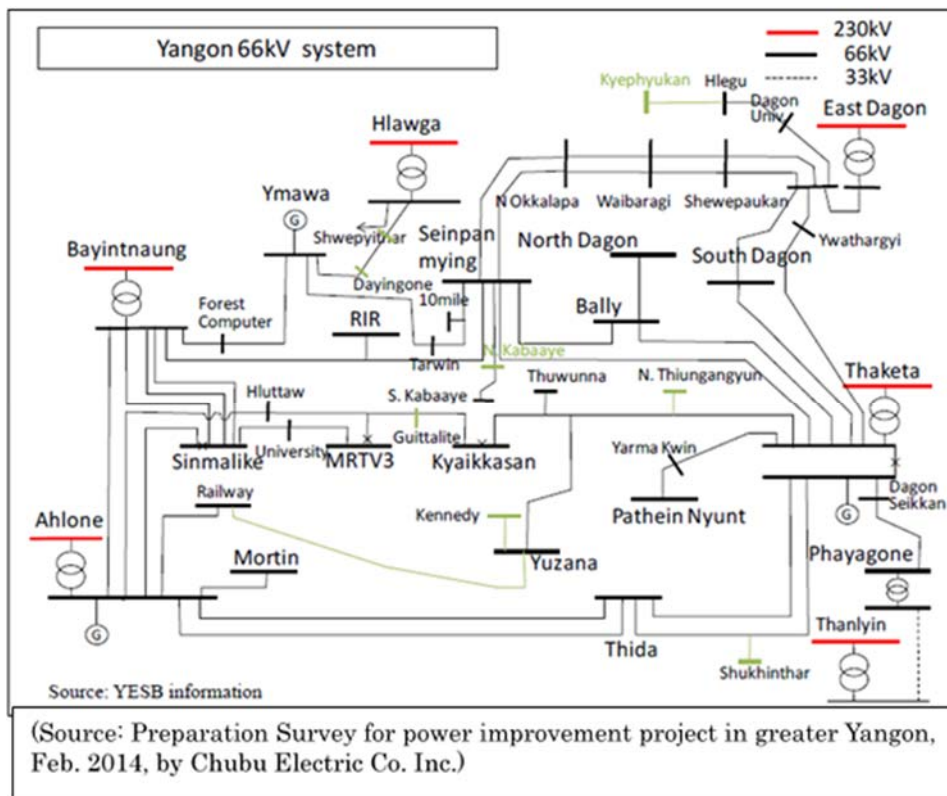 Yangon 66kV system
230kV
66kV
33kV
Kyephyukan
Hlegu
Dagon
Univ.
East Dagon
Hlawga
Ymawa
G
Shwepyithar
Seinpan
mying
N Okkalapa
Waibaragi
Shewepaukan
Ywathargyi
North Dagon
South Dagon
Bayintnaung
Dayingone
10mile
Bally
Forest
Computer
RIR
Tarwin
N. Kabaaye
Thuwunna
N. Thiungangyun
Thaketa
Hluttaw
S. Kabaaye
Guittalite
Sinmalike
University
MRTV3
Kyaikkasan
Yarma Kwin
Railway
Dagon
Seikkan
Ahlone
Kennedy
Pathein Nyunt
G
Mortin
Yuzana
Phayagone
G
Thida
Thanlyin
Shukhinthar
Source: YESB information
(Source: Preparation Survey for power improvement project in greater Yangon,
Feb. 2014, by Chubu Electric Co. Inc.)